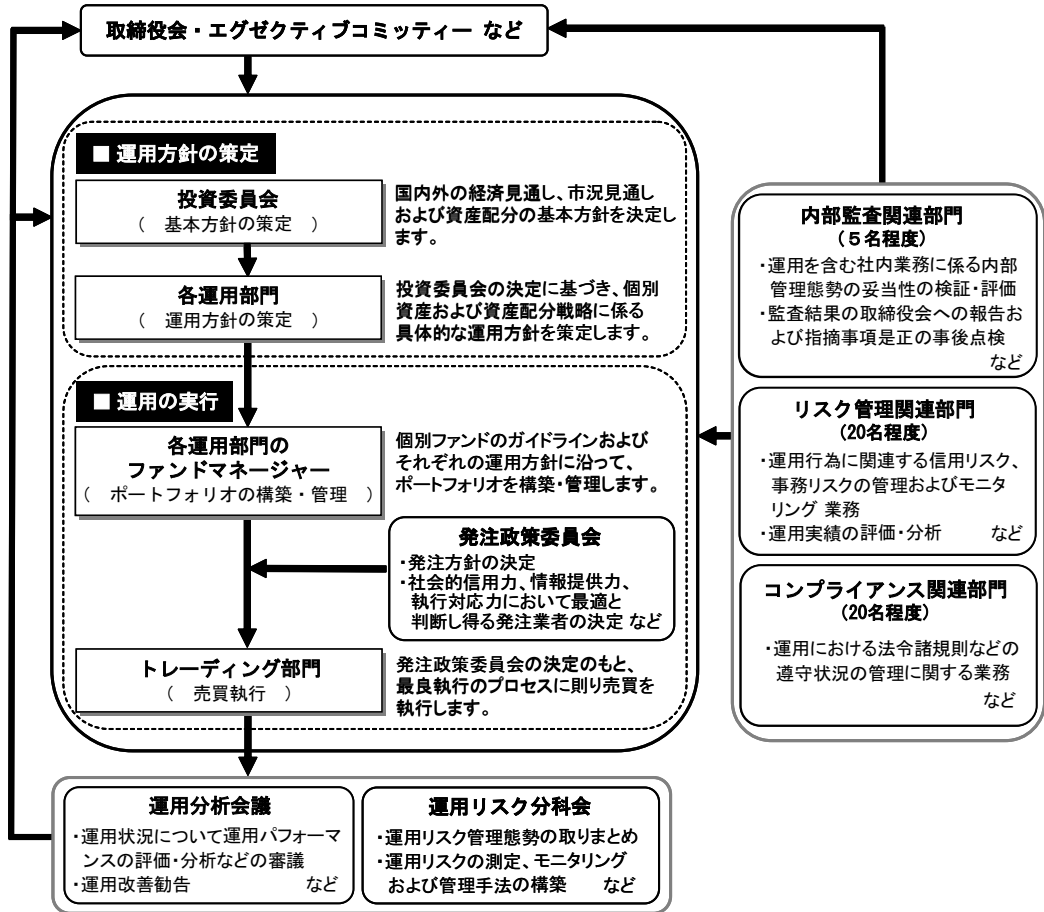 取締役会・エグゼクティブコミッティー など
■ 運用方針の策定
投資委員会
（　基本方針の策定　）
国内外の経済見通し、市況見通し
および資産配分の基本方針を決定し
ます。
各運用部門
（　運用方針の策定　）
投資委員会の決定に基づき、個別
資産および資産配分戦略に係る
具体的な運用方針を策定します。
■ 運用の実行
各運用部門の
ファンドマネージャー
（　ポートフォリオの構築・管理　）
個別ファンドのガイドラインおよび
それぞれの運用方針に沿って、
ポートフォリオを構築・管理します。
発注政策委員会
・発注方針の決定
・社会的信用力、情報提供力、
執行対応力において最適と
判断し得る発注業者の決定 など
トレーディング部門
（　売買執行　）
発注政策委員会の決定のもと、
最良執行のプロセスに則り売買を
執行します。
内部監査関連部門
（５名程度）
・運用を含む社内業務に係る内部
管理態勢の妥当性の検証・評価
・監査結果の取締役会への報告お
よび指摘事項是正の事後点検
など
リスク管理関連部門
（20名程度）
・運用行為に関連する信用リスク、
事務リスクの管理およびモニタ
リング 業務
・運用実績の評価・分析　　など
コンプライアンス関連部門
（20名程度）
・運用における法令諸規則などの
遵守状況の管理に関する業務
など
運用分析会議
・運用状況について運用パフォーマ
ンスの評価・分析などの審議
・運用改善勧告　　など
運用リスク分科会
・運用リスク管理態勢の取りまとめ
・運用リスクの測定、モニタリング
および管理手法の構築　　など